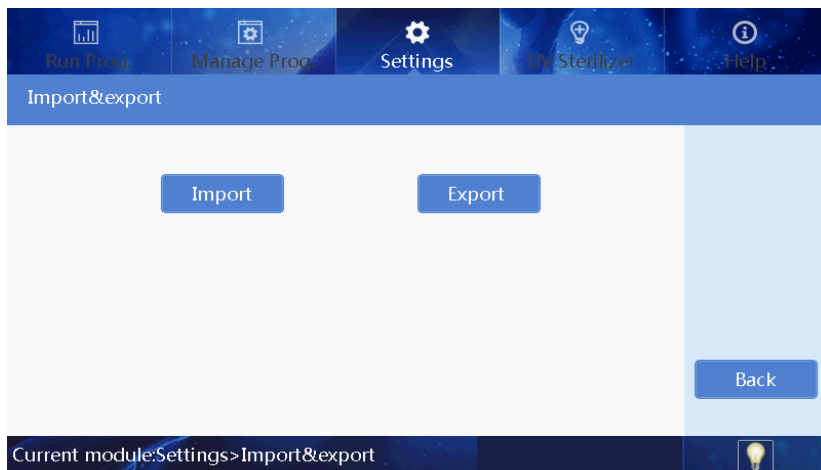 Run Prog.
Manage Prog.
Settings
UV Sterilizer
Help
Import&export
Import
Export
Back
Current module:Settings>Import&export